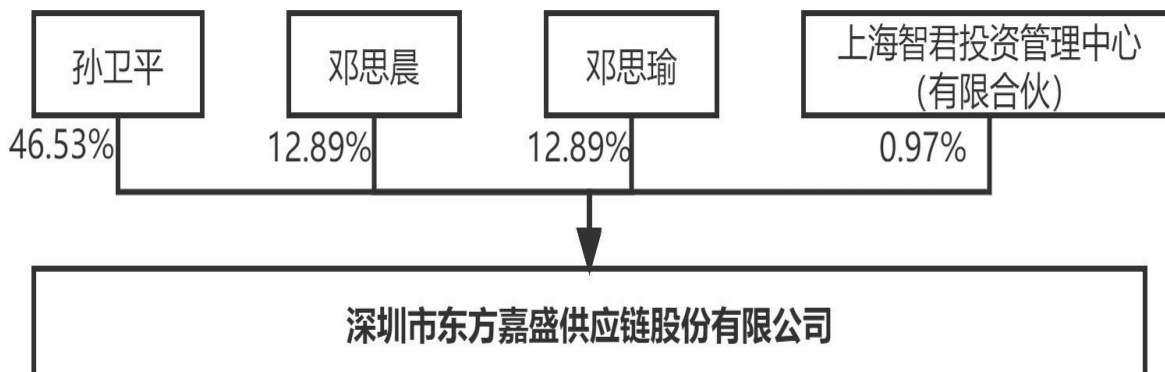 孙卫平
邓思晨
邓思瑜
上海智君投资管理中心
（有限合伙）
46.53%
12.89%
12.89%
0.97%
深圳市东方嘉盛供应链股份有限公司